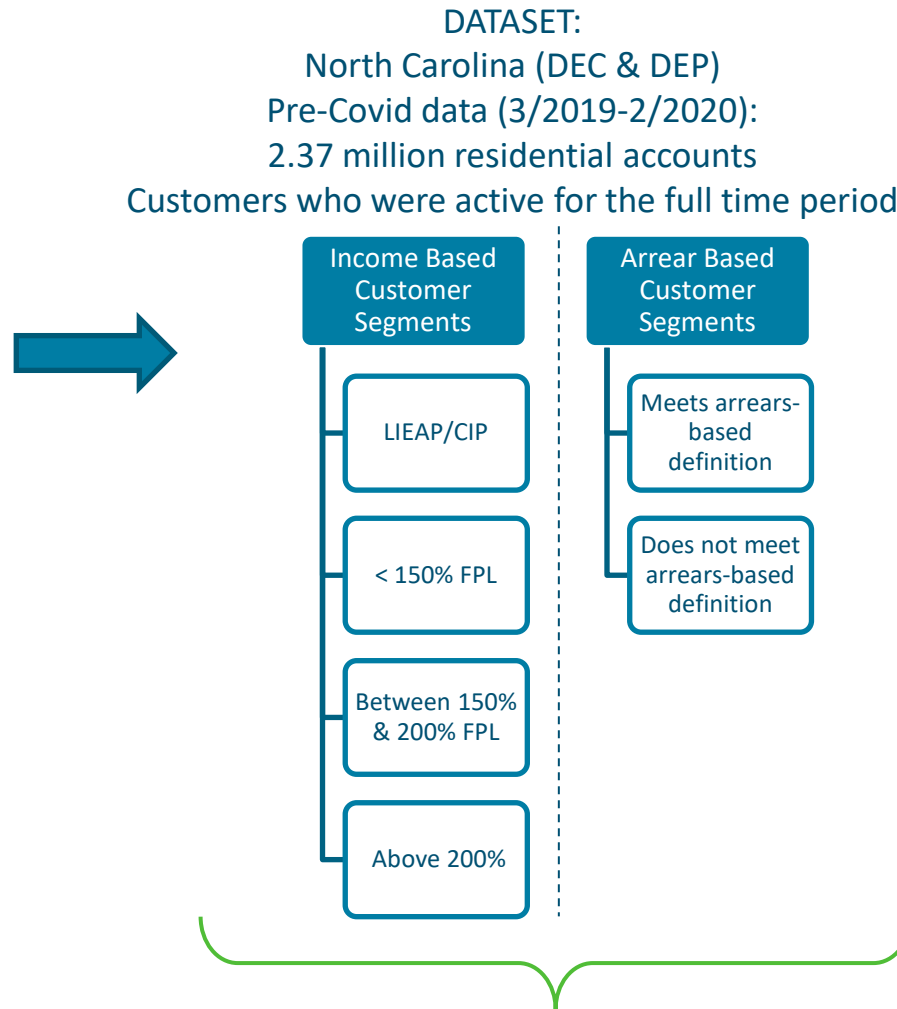 DATASET:
North Carolina (DEC & DEP)
Pre-Covid data (3/2019-2/2020):
2.37 million residential accounts
Customers who were active for the full time period
Income Based
Customer
Segments
LIEAP/CIP
< 150% FPL
Between 150%
& 200% FPL
Above 200%
Arrear Based
Customer
Segments
Meets arrears-
based
definition
Does not meet
arrears-based
definition